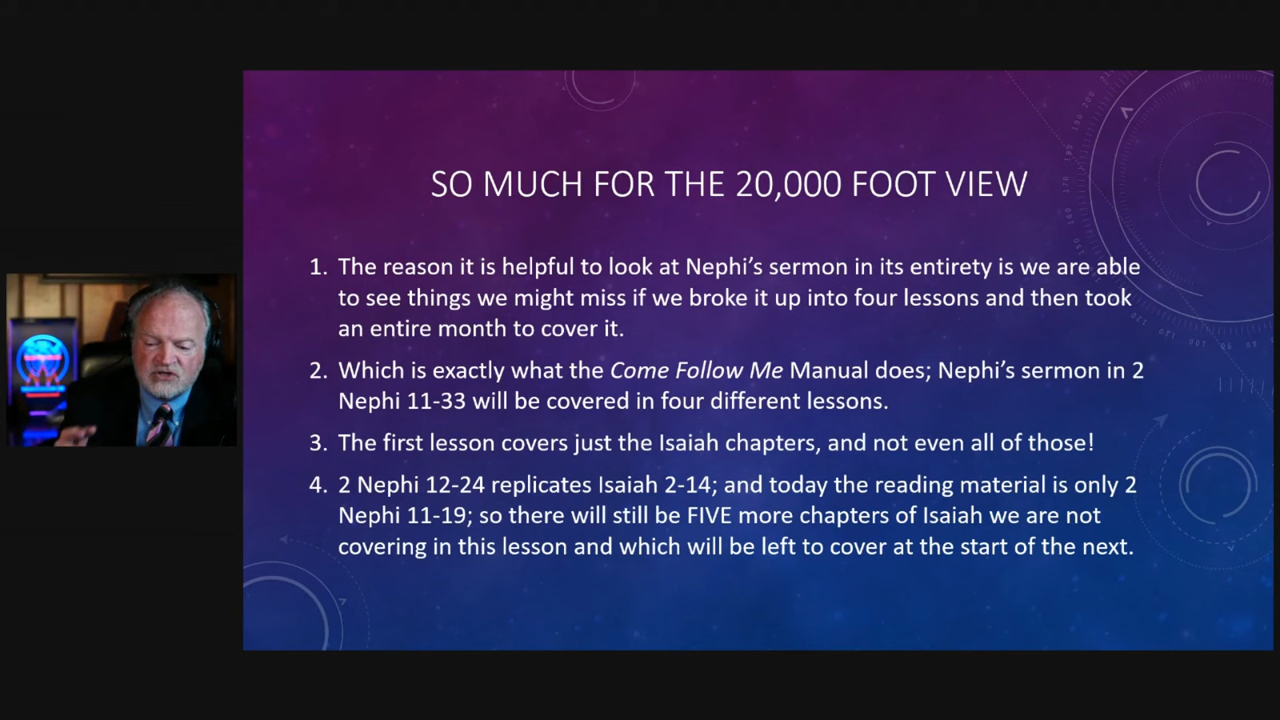 SO MUCH FOR THE 20,000 FOOT VIEW
1. The reason it is helpful to look at Nephi’s sermon in its entirety is we are able
to see things we might miss if we broke it up into four lessons and then took
an entire month to cover it.
2. Which is exactly what the Come Follow Me Manual does; Nephi’s sermon in 2
Nephi 11-33 will be covered in four different lessons.
3. The first lesson covers just the Isaiah chapters, and not even all of those!
4. 2 Nephi 12-24 replicates Isaiah 2-14; and today the reading material is only 2
Nephi 11-19; so there will still be FIVE more chapters of Isaiah we are not
covering in this lesson and which will be left to cover at the start of the next.